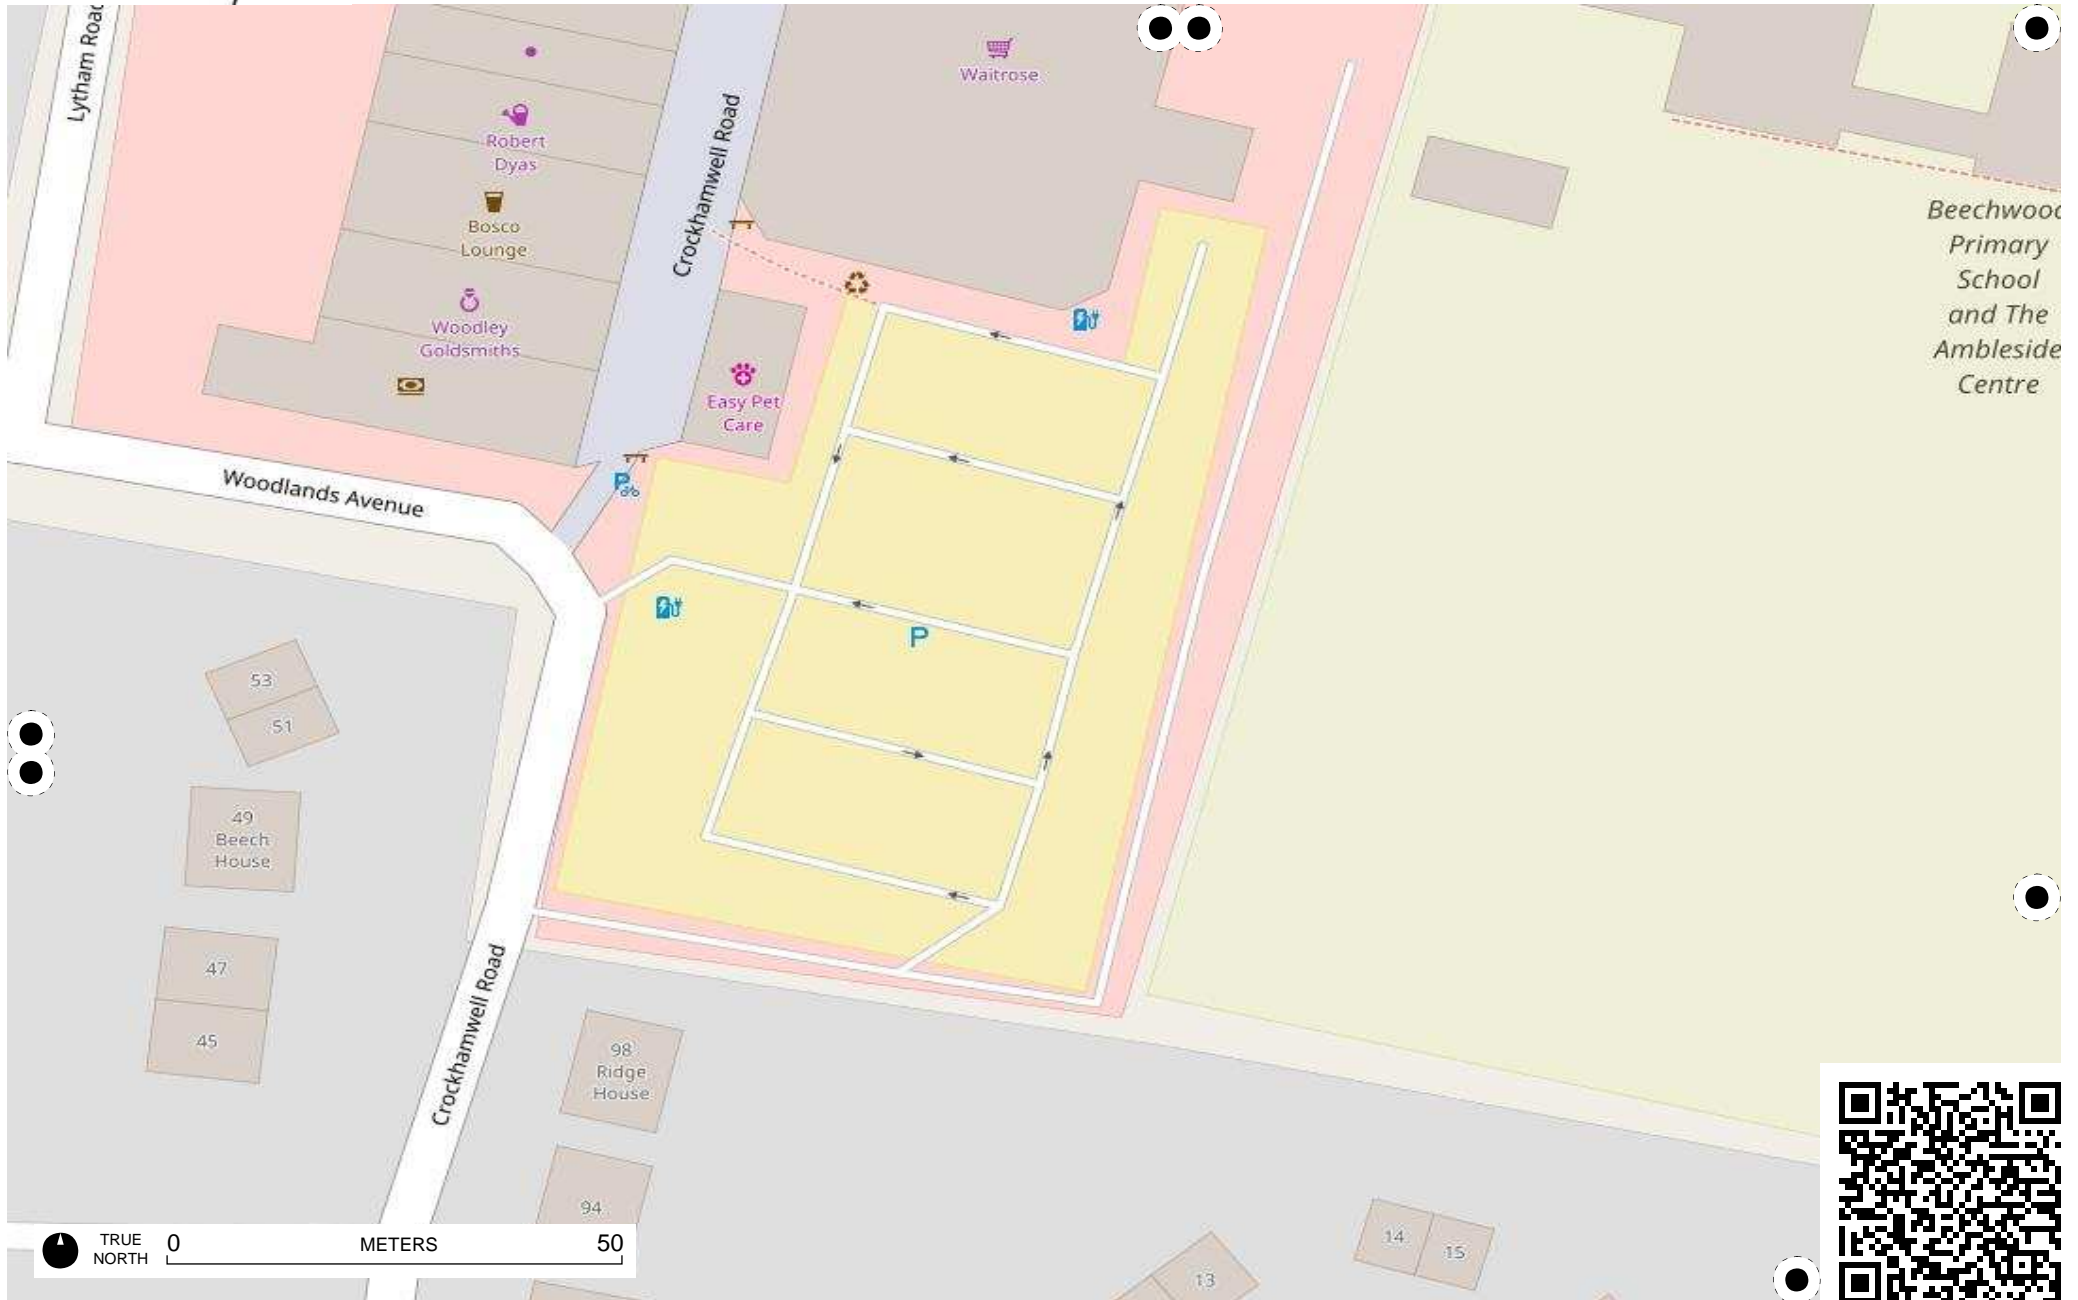 Lytham Road
Waitrose
Crockhamwell Road
Robert
Dyas
Bosco
Lounge
Woodley
Goldsmiths
Easy Pet
Care
Beechwood
Primary
School
and The
Ambleside
Centre
Woodlands Avenue
P
P
53
51
49
Beech
House
47
45
Crockhamwell Road
98
Ridge
House
94
14
15
13
TRUE
NORTH
0
METERS
50